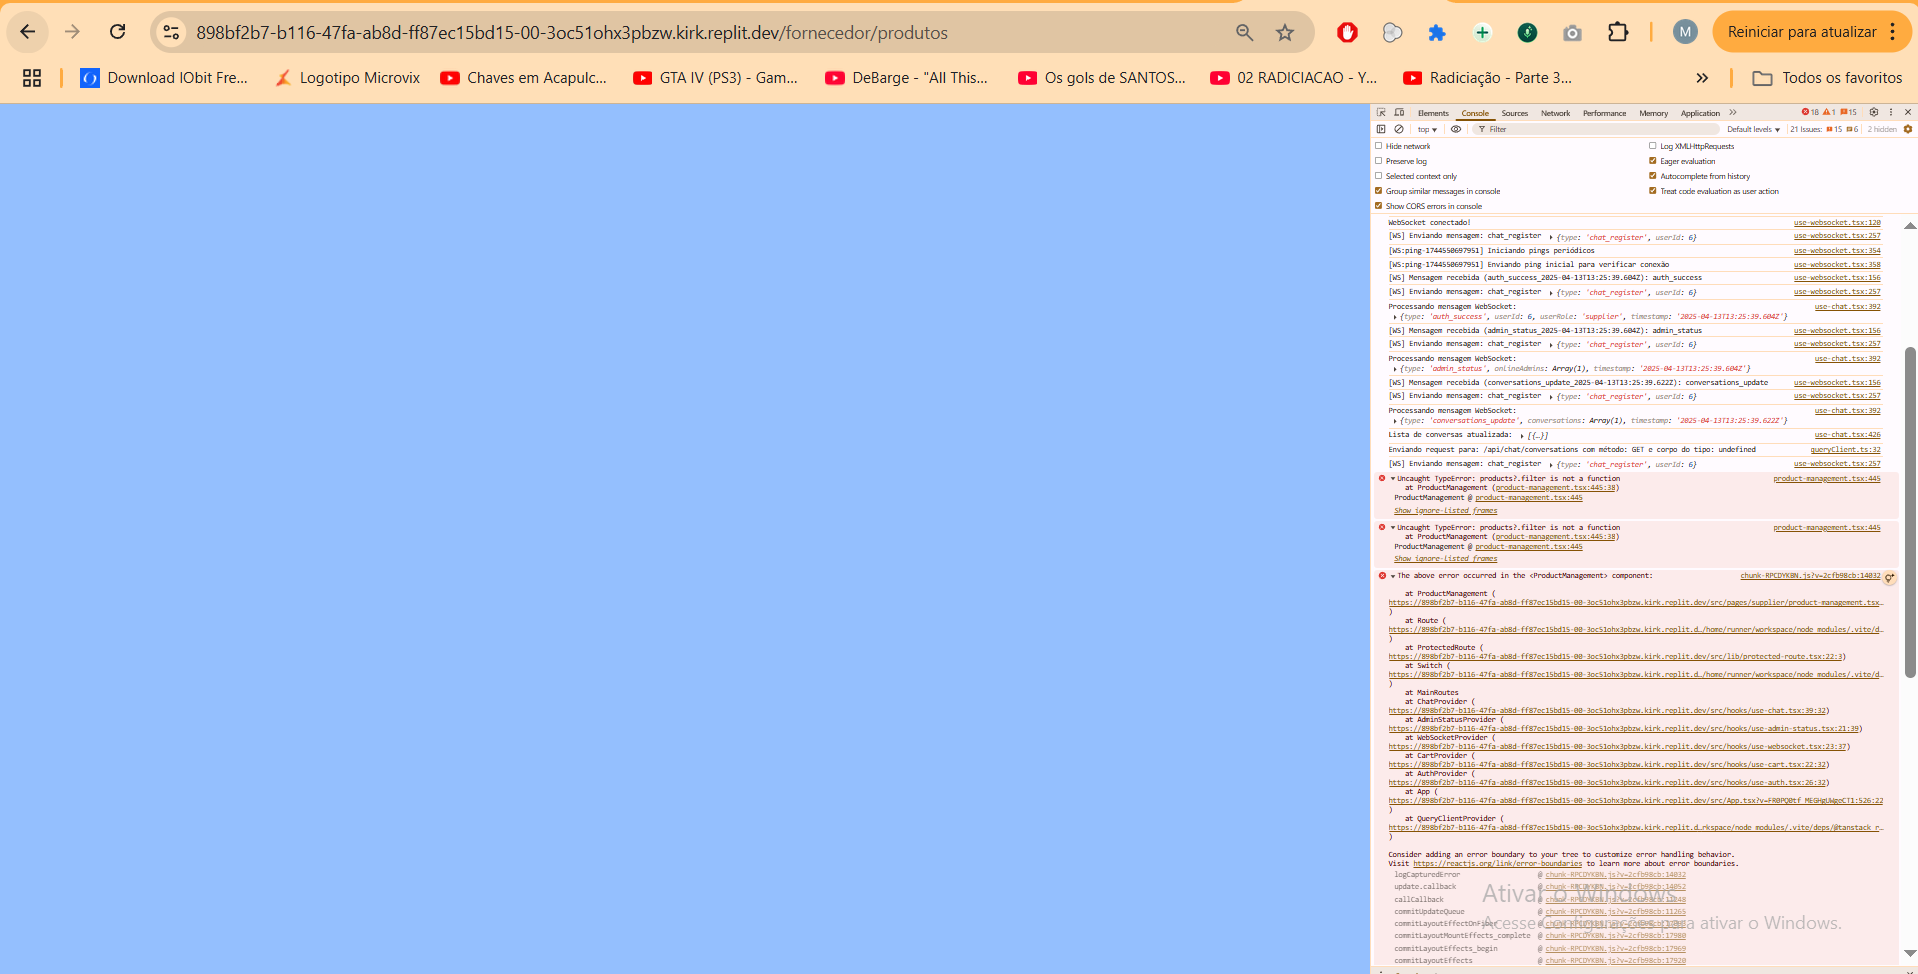 898bf2b7-b116-47fa-ab8d-ff87ec15bd15-00-3oc51ohx3pbzw.kirk.replit.dev/fornecedor/produtos
M
Reiniciar para atualizar
Download IObit Fre...
Logotipo Microvix
Chaves em Acapulc...
GTA IV (PS3) - Gam...
DeBarge - "All This...
Os gols de SANTOS...
02 RADICIACAO - Y...
Radiciação - Parte 3...
Todos os favoritos
Elements Console Sources Network Performance Memory Application 18 1 15
top Filter Default levels 21 Issues: 15 6 2 hidden
Hide network Log XMLHttpRequests
Preserve log Eager evaluation
Selected context only Autocomplete from history
Group similar messages in console Treat code evaluation as user action
Show CORS errors in console
WebSocket conectado! use-websocket.tsx:120
[WS] Enviando mensagem: chat_register {type: 'chat_register', userId: 6} use-websocket.tsx:257
[WS:ping-1744550697951] Iniciando pings periódicos use-websocket.tsx:354
[WS:ping-1744550697951] Enviando ping inicial para verificar conexão use-websocket.tsx:358
[WS] Mensagem recebida (auth_success_2025-04-13T13:25:39.604Z): auth_success use-websocket.tsx:156
[WS] Enviando mensagem: chat_register {type: 'chat_register', userId: 6} use-websocket.tsx:257
Processando mensagem WebSocket: use-chat.tsx:392
{type: 'auth_success', userId: 6, userRole: 'supplier', timestamp: '2025-04-13T13:25:39.604Z'}
[WS] Mensagem recebida (admin_status_2025-04-13T13:25:39.604Z): admin_status use-websocket.tsx:156
[WS] Enviando mensagem: chat_register {type: 'chat_register', userId: 6} use-websocket.tsx:257
Processando mensagem WebSocket: use-chat.tsx:392
{type: 'admin_status', onlineAdmins: Array(1), timestamp: '2025-04-13T13:25:39.604Z'}
[WS] Mensagem recebida (conversations_update_2025-04-13T13:25:39.622Z): conversations_update use-websocket.tsx:156
[WS] Enviando mensagem: chat_register {type: 'chat_register', userId: 6} use-websocket.tsx:257
Processando mensagem WebSocket: use-chat.tsx:392
{type: 'conversations_update', conversations: Array(1), timestamp: '2025-04-13T13:25:39.622Z'}
Lista de conversas atualizada: [{…}] use-chat.tsx:426
Enviando request para: /api/chat/conversations com método: GET e corpo do tipo: undefined queryClient.ts:32
[WS] Enviando mensagem: chat_register {type: 'chat_register', userId: 6} use-websocket.tsx:257
Uncaught TypeError: products?.filter is not a function product-management.tsx:445
at ProductManagement (product-management.tsx:445:38)
ProductManagement @ product-management.tsx:445
Show ignore-listed frames
Uncaught TypeError: products?.filter is not a function product-management.tsx:445
at ProductManagement (product-management.tsx:445:38)
ProductManagement @ product-management.tsx:445
Show ignore-listed frames
The above error occurred in the <ProductManagement> component: chunk-RPCDYKBN.js?v=2cfb98cb:14032
at ProductManagement (
https://898bf2b7-b116-47fa-ab8d-ff87ec15bd15-00-3oc51ohx3pbzw.kirk.replit.dev/src/pages/supplier/product-management.tsx…
)
at Route (
https://898bf2b7-b116-47fa-ab8d-ff87ec15bd15-00-3oc51ohx3pbzw.kirk.replit.d…/home/runner/workspace/node_modules/.vite/d…
)
at ProtectedRoute (
https://898bf2b7-b116-47fa-ab8d-ff87ec15bd15-00-3oc51ohx3pbzw.kirk.replit.dev/src/lib/protected-route.tsx:22:3)
at Switch (
https://898bf2b7-b116-47fa-ab8d-ff87ec15bd15-00-3oc51ohx3pbzw.kirk.replit.d…/home/runner/workspace/node_modules/.vite/d…
)
at MainRoutes
at ChatProvider (
https://898bf2b7-b116-47fa-ab8d-ff87ec15bd15-00-3oc51ohx3pbzw.kirk.replit.dev/src/hooks/use-chat.tsx:39:32)
at AdminStatusProvider (
https://898bf2b7-b116-47fa-ab8d-ff87ec15bd15-00-3oc51ohx3pbzw.kirk.replit.dev/src/hooks/use-admin-status.tsx:21:39)
at WebSocketProvider (
https://898bf2b7-b116-47fa-ab8d-ff87ec15bd15-00-3oc51ohx3pbzw.kirk.replit.dev/src/hooks/use-websocket.tsx:23:37)
at CartProvider (
https://898bf2b7-b116-47fa-ab8d-ff87ec15bd15-00-3oc51ohx3pbzw.kirk.replit.dev/src/hooks/use-cart.tsx:22:32)
at AuthProvider (
https://898bf2b7-b116-47fa-ab8d-ff87ec15bd15-00-3oc51ohx3pbzw.kirk.replit.dev/src/hooks/use-auth.tsx:26:32)
at App (
https://898bf2b7-b116-47fa-ab8d-ff87ec15bd15-00-3oc51ohx3pbzw.kirk.replit.dev/src/App.tsx?v=FR0PQ0tf_MEGHgUWgeCT1:526:22
)
at QueryClientProvider (
https://898bf2b7-b116-47fa-ab8d-ff87ec15bd15-00-3oc51ohx3pbzw.kirk.replit.d…rkspace/node_modules/.vite/deps/@tanstack_r…
)
Consider adding an error boundary to your tree to customize error handling behavior.
Visit https://reactjs.org/link/error-boundaries to learn more about error boundaries.
logCapturedError @ chunk-RPCDYKBN.js?v=2cfb98cb:14032
update.callback @ chunk-RPCDYKBN.js?v=2cfb98cb:14052
callCallback @ chunk-RPCDYKBN.js?v=2cfb98cb:11248
commitUpdateQueue @ chunk-RPCDYKBN.js?v=2cfb98cb:11265
commitLayoutEffectOnFiber
commitLayoutMountEffects_complete @ chunk-RPCDYKBN.js?v=2cfb98cb:17980
commitLayoutEffects_begin @ chunk-RPCDYKBN.js?v=2cfb98cb:17969
commitLayoutEffects @ chunk-RPCDYKBN.js?v=2cfb98cb:17920
Ativar o Windows
Acesse Configurações para ativar o Windows.